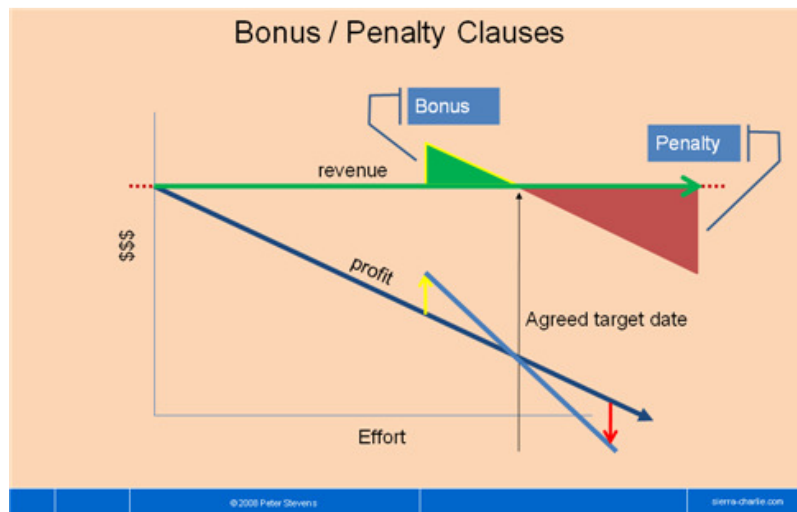 Bonus / Penalty Clauses
Bonus
Penalty
revenue
$$$
profit
Agreed target date
Effort
©2008 Peter Stevens
sierra-charlie.com